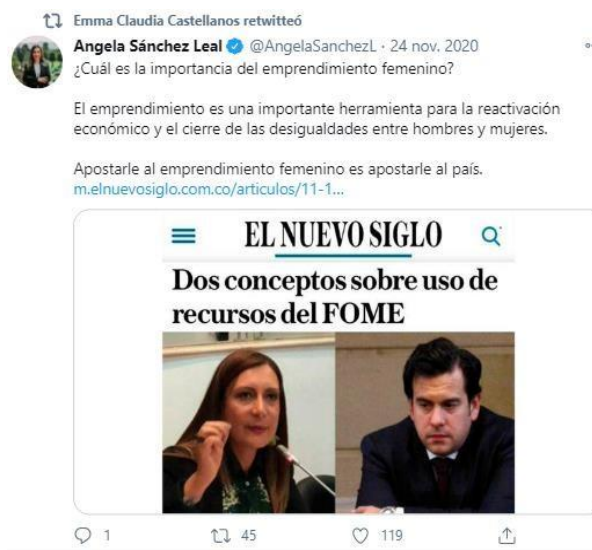 Emma Claudia Castellanos retwitteó
Angela Sánchez Leal @AngelaSanchezL · 24 nov. 2020
¿Cuál es la importancia del emprendimiento femenino?
El emprendimiento es una importante herramienta para la reactivación
económico y el cierre de las desigualdades entre hombres y mujeres.
Apostarle al emprendimiento femenino es apostarle al país.
m.elnuevosiglo.com.co/articulos/11-1...
EL NUEVO SIGLO
Dos conceptos sobre uso de
recursos del FOME
1 45 119